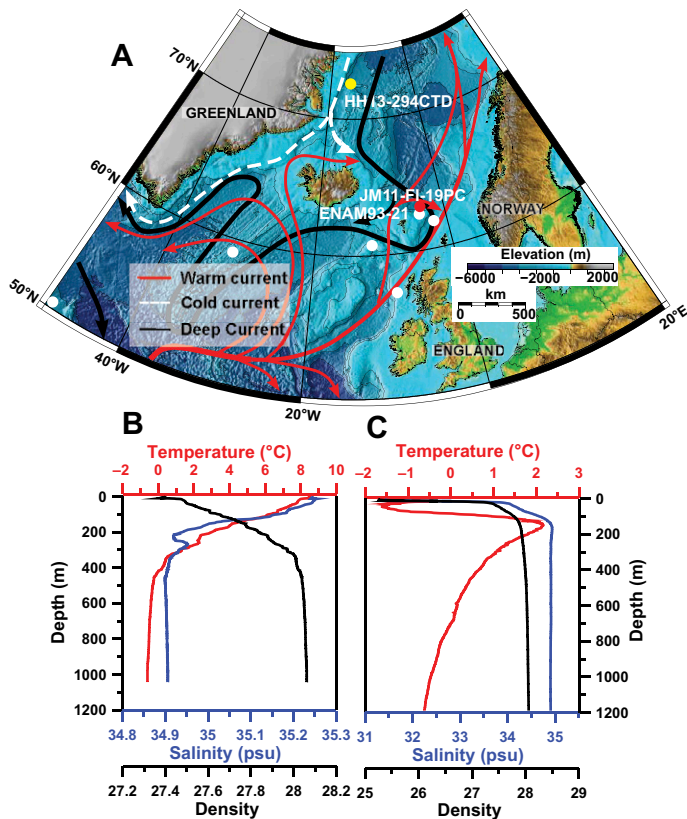 A
70°N
GREENLAND
HH13-294CTD
60°N
JM11-FI-19PC
ENAM93-21
NORWAY
50°N
Warm current
Cold current
Deep Current
Elevation (m)
−6000 −2000 2000
km
0 500
20°E
ENGLAND
40°W
20°W
B
Temperature (°C)
−2 0 2 4 6 8 10
0
200
400
600
800
1000
1200
Depth (m)
34.8 34.9 35 35.1 35.2 35.3
Salinity (psu)
27.2 27.4 27.6 27.8 28 28.2
Density
C
Temperature (°C)
−2 −1 0 1 2 3
0
200
400
600
800
1000
1200
Depth (m)
31 32 33 34 35
Salinity (psu)
25 26 27 28 29
Density